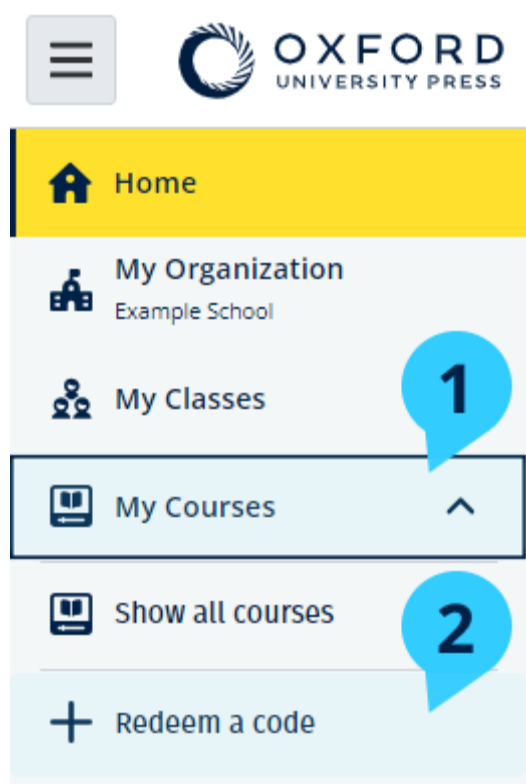 OXFORD
UNIVERSITY PRESS
Home
My Organization
Example School
My Classes
1
My Courses
Show all courses
2
Redeem a code